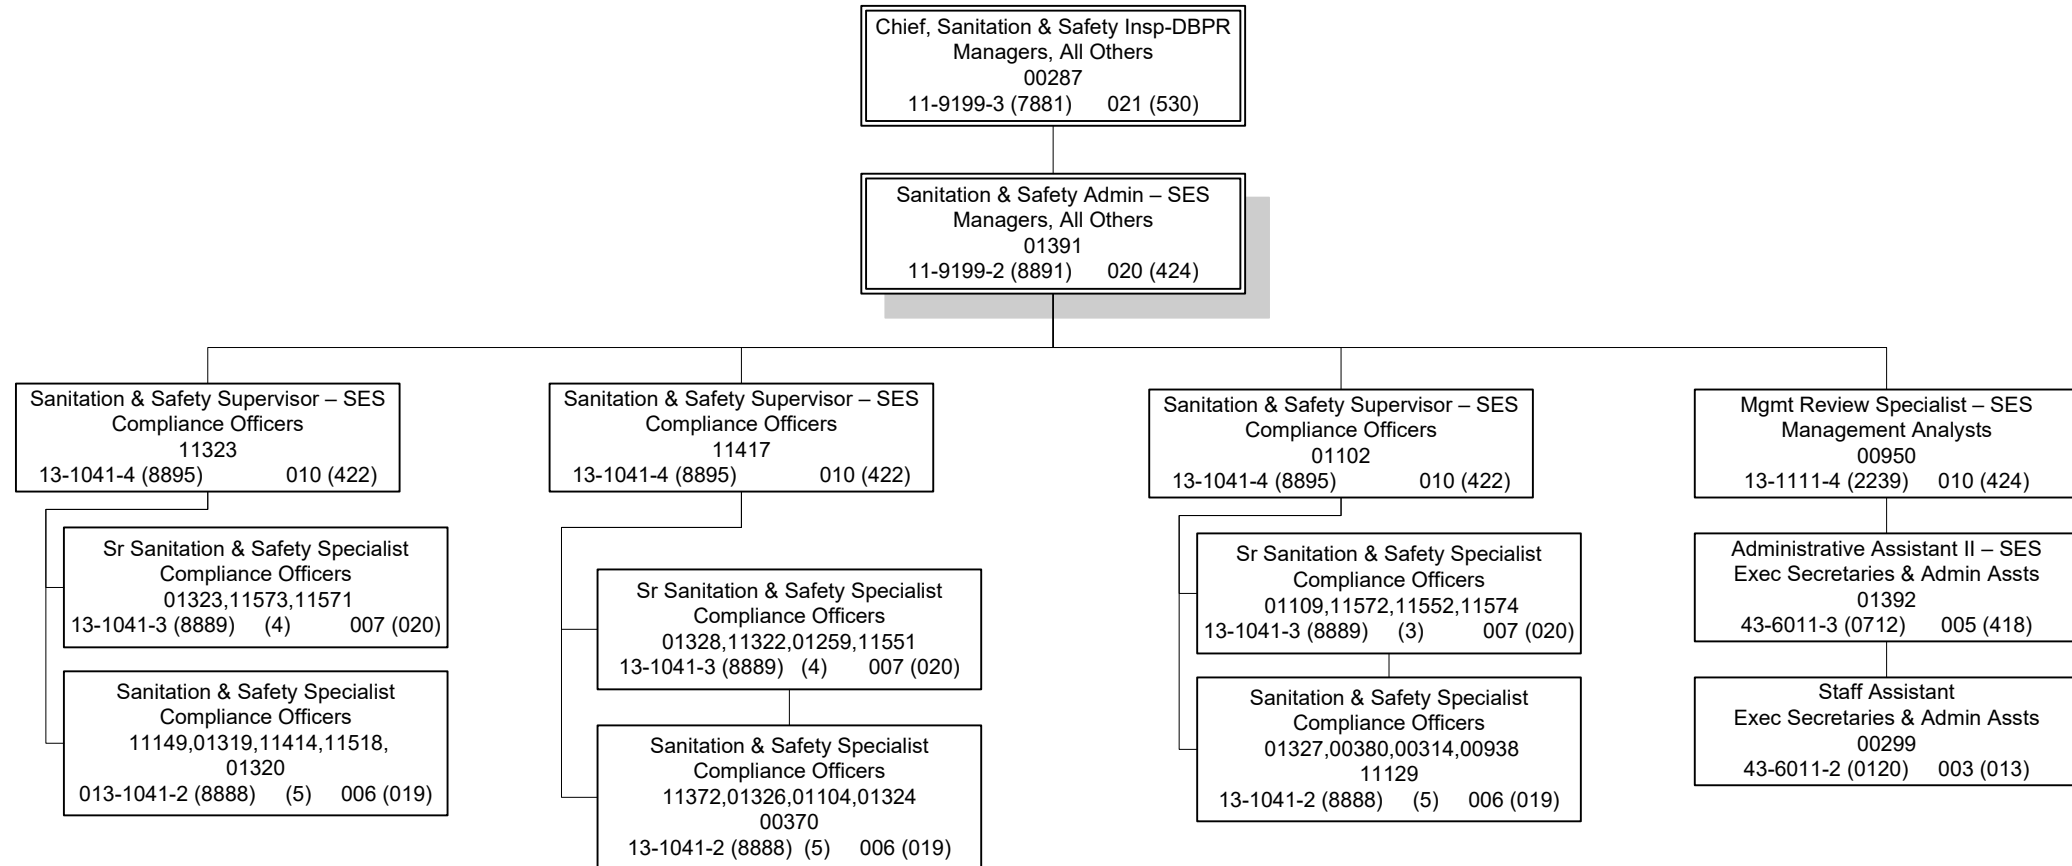 Chief, Sanitation & Safety Insp-DBPR
Managers, All Others
00287
11-9199-3 (7881) 021 (530)
Sanitation & Safety Admin – SES
Managers, All Others
01391
11-9199-2 (8891) 020 (424)
Sanitation & Safety Supervisor – SES
Compliance Officers
11323
13-1041-4 (8895) 010 (422)
Sr Sanitation & Safety Specialist
Compliance Officers
01323,11573,11571
13-1041-3 (8889) (4) 007 (020)
Sanitation & Safety Specialist
Compliance Officers
11149,01319,11414,11518,
01320
013-1041-2 (8888) (5) 006 (019)
Sanitation & Safety Supervisor – SES
Compliance Officers
11417
13-1041-4 (8895) 010 (422)
Sr Sanitation & Safety Specialist
Compliance Officers
01328,11322,01259,11551
13-1041-3 (8889) (4) 007 (020)
Sanitation & Safety Specialist
Compliance Officers
11372,01326,01104,01324
00370
13-1041-2 (8888) (5) 006 (019)
Sanitation & Safety Supervisor – SES
Compliance Officers
01102
13-1041-4 (8895) 010 (422)
Sr Sanitation & Safety Specialist
Compliance Officers
01109,11572,11552,11574
13-1041-3 (8889) (3) 007 (020)
Sanitation & Safety Specialist
Compliance Officers
01327,00380,00314,00938
11129
13-1041-2 (8888) (5) 006 (019)
Mgmt Review Specialist – SES
Management Analysts
00950
13-1111-4 (2239) 010 (424)
Administrative Assistant II – SES
Exec Secretaries & Admin Assts
01392
43-6011-3 (0712) 005 (418)
Staff Assistant
Exec Secretaries & Admin Assts
00299
43-6011-2 (0120) 003 (013)